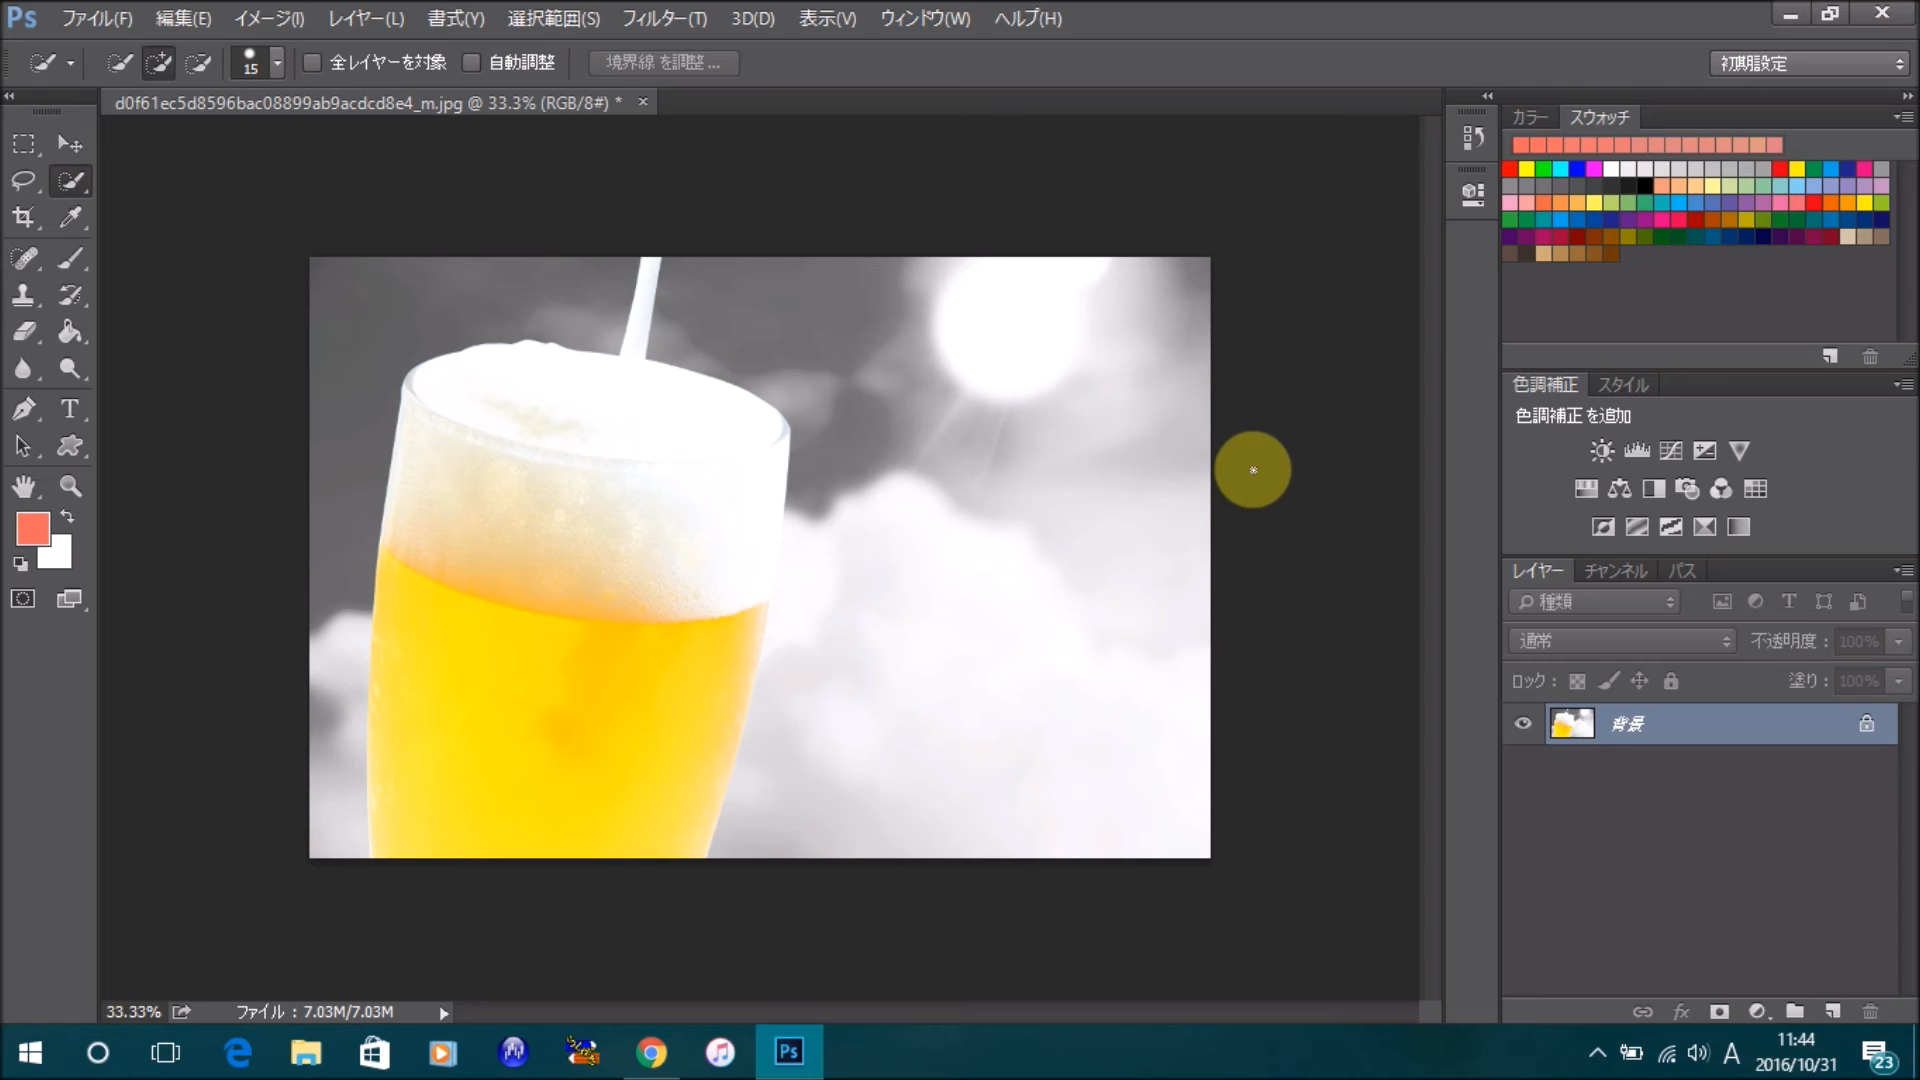 Ps ファイル(F) 編集(E) イメージ(I) レイヤー(L) 書式(Y) 選択範囲(S) フィルター(T) 3D(D) 表示(V) ウィンドウ(W) ヘルプ(H)
15 全レイヤーを対象 自動調整 境界線を調整... 初期設定
d0f61ec5d8596bac08899ab9acdcd8e4_m.jpg @ 33.3% (RGB/8#) * ×
カラー スウォッチ
色調補正 スタイル
色調補正を追加
レイヤー チャンネル パス
種類
通常 不透明度: 100%
ロック: 塗り: 100%
背景
33.33% ファイル : 7.03M/7.03M
Ps A 11:44
2016/10/31 23